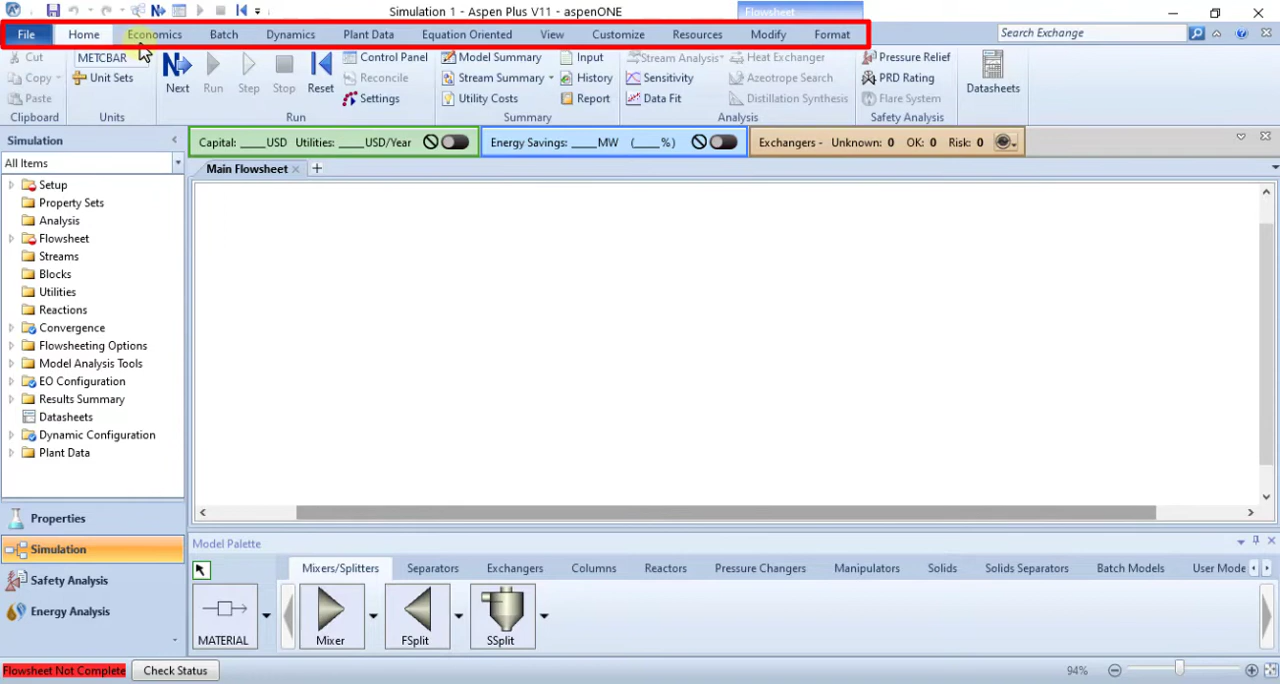 Simulation 1 - Aspen Plus V11 - aspenONE
Flowsheet
File Home Economics Batch Dynamics Plant Data Equation Oriented View Customize Resources Modify Format
Search Exchange
Cut
Copy
Paste
Clipboard
METCBAR
Unit Sets
Units
Next
Run
Step
Stop
Reset
Control Panel
Reconcile
Settings
Run
Model Summary
Stream Summary
Utility Costs
Input
History
Report
Summary
Stream Analysis
Sensitivity
Data Fit
Heat Exchanger
Azeotrope Search
Distillation Synthesis
Analysis
Pressure Relief
PRD Rating
Flare System
Safety Analysis
Datasheets
Simulation
All Items
Capital: ____USD Utilities: ____USD/Year
Energy Savings: ____MW (____%)
Exchangers - Unknown: 0 OK: 0 Risk: 0
Main Flowsheet
Setup
Property Sets
Analysis
Flowsheet
Streams
Blocks
Utilities
Reactions
Convergence
Flowsheeting Options
Model Analysis Tools
EO Configuration
Results Summary
Datasheets
Dynamic Configuration
Plant Data
Properties
Simulation
Safety Analysis
Energy Analysis
Model Palette
Mixers/Splitters Separators Exchangers Columns Reactors Pressure Changers Manipulators Solids Solids Separators Batch Models User Mode
MATERIAL
Mixer
FSplit
SSplit
Flowsheet Not Complete
Check Status
94%